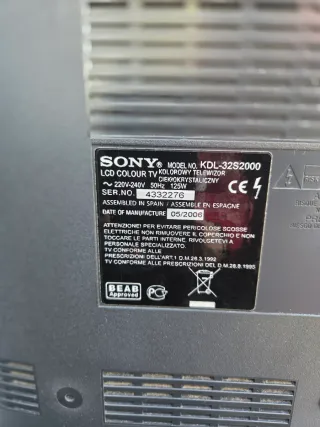 SONY® MODEL NO. KDL-32S2000
LCD COLOUR TV KOLOROWY TELEWIZOR
CIEKŁOKRYSTALICZNY
~ 220V-240V 50Hz 125W
SER.NO. 4332276
ASSEMBLED IN SPAIN / ASSEMBLE EN ESPAGNE
DATE OF MANUFACTURE 05/2006
CE
ATTENZIONE! PER EVITARE PERICOLOSE SCOSSE
ELETTRICHE NON RIMUOVERE IL COPERCHIO E NON
TOCCARE LE PARTI INTERNE, RIVOLGETEVI A
PERSONALE SPECIALIZZATO.
TV CONFORME ALLE
PRESCRIZIONI DELL'ART 1 D.M.26.3.1992
TV CONFORME ALLE PRESCRIZIONI DEL D.M.26.8.1995
BEAB
Approved